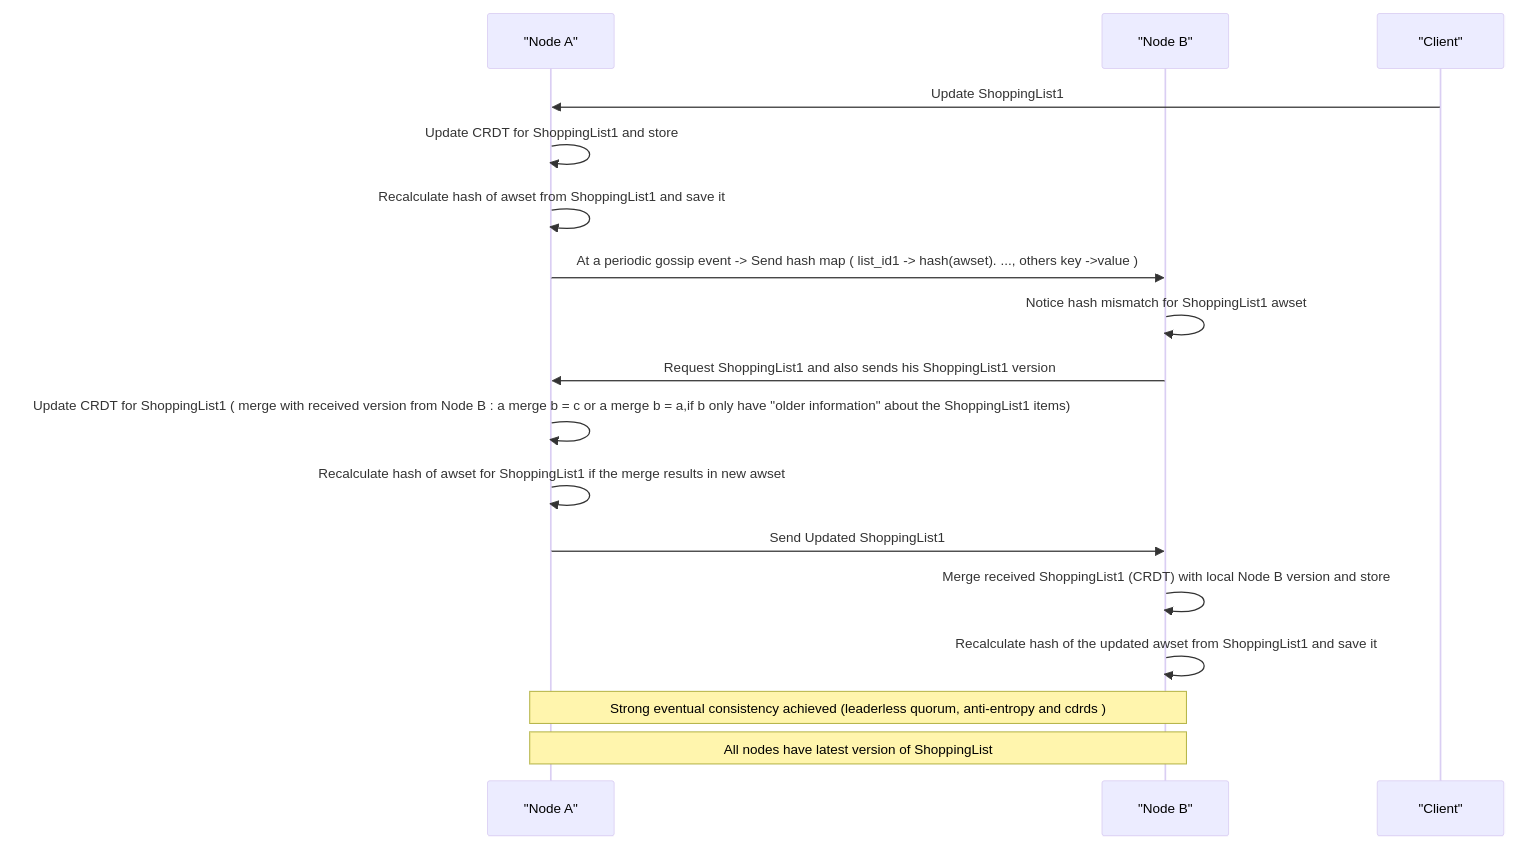 "Node A"
"Node B"
"Client"
Update ShoppingList1
Update CRDT for ShoppingList1 and store
Recalculate hash of awset from ShoppingList1 and save it
At a periodic gossip event -> Send hash map ( list_id1 -> hash(awset). ..., others key ->value )
Notice hash mismatch for ShoppingList1 awset
Request ShoppingList1 and also sends his ShoppingList1 version
Update CRDT for ShoppingList1 ( merge with received version from Node B : a merge b = c or a merge b = a,if b only have "older information" about the ShoppingList1 items)
Recalculate hash of awset for ShoppingList1 if the merge results in new awset
Send Updated ShoppingList1
Merge received ShoppingList1 (CRDT) with local Node B version and store
Recalculate hash of the updated awset from ShoppingList1 and save it
Strong eventual consistency achieved (leaderless quorum, anti-entropy and cdrds )
All nodes have latest version of ShoppingList
"Node A"
"Node B"
"Client"